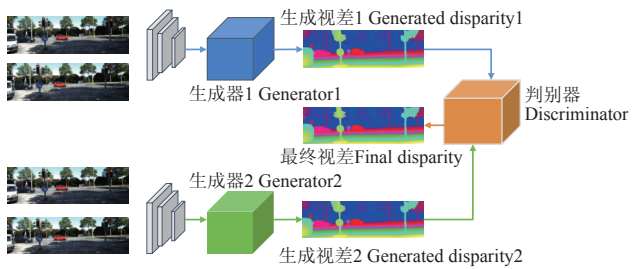 生成视差1 Generated disparity1
生成器1 Generator1
判别器
Discriminator
最终视差Final disparity
生成器2 Generator2
生成视差2 Generated disparity2